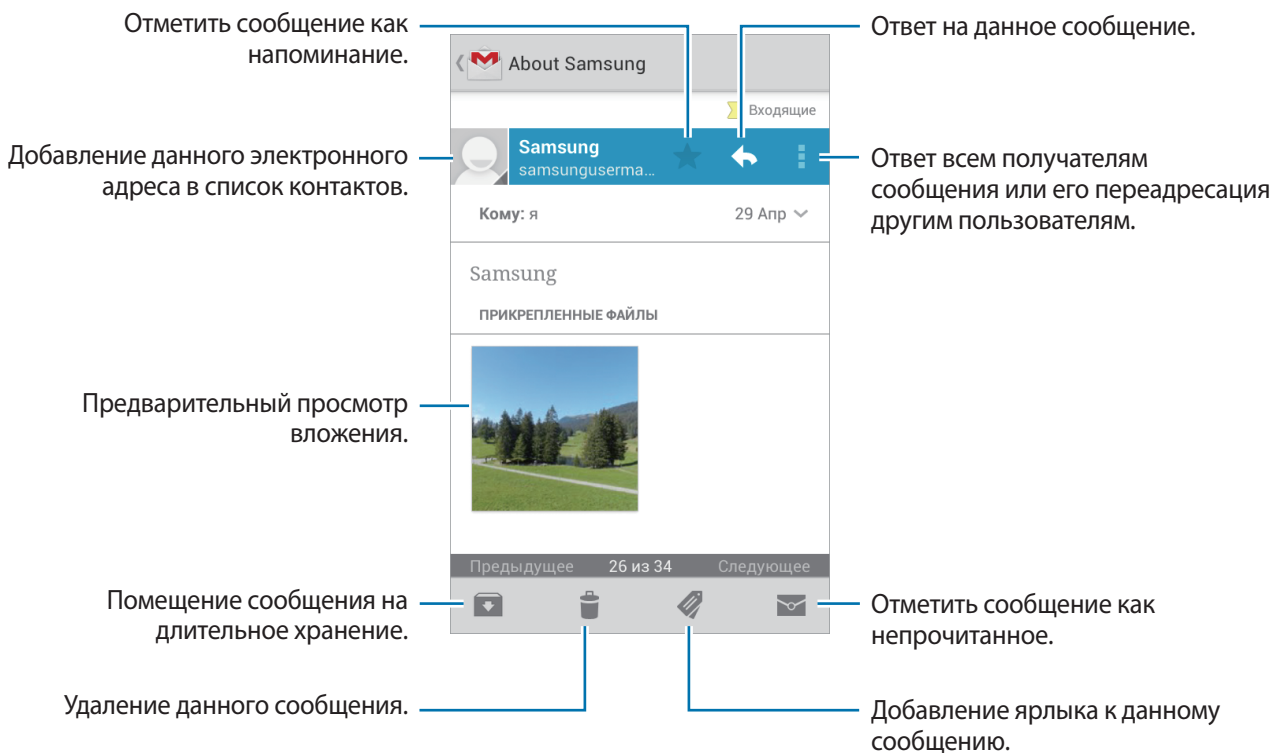 Отметить сообщение как
напоминание.
Ответ на данное сообщение.
About Samsung
Входящие
Добавление данного электронного
адреса в список контактов.
Samsung
samsunguserma...
Ответ всем получателям
сообщения или его переадресация
другим пользователям.
Кому: я
29 Апр
Samsung
ПРИКРЕПЛЕННЫЕ ФАЙЛЫ
Предварительный просмотр
вложения.
Предыдущее 26 из 34 Следующее
Помещение сообщения на
длительное хранение.
Отметить сообщение как
непрочитанное.
Удаление данного сообщения.
Добавление ярлыка к данному
сообщению.